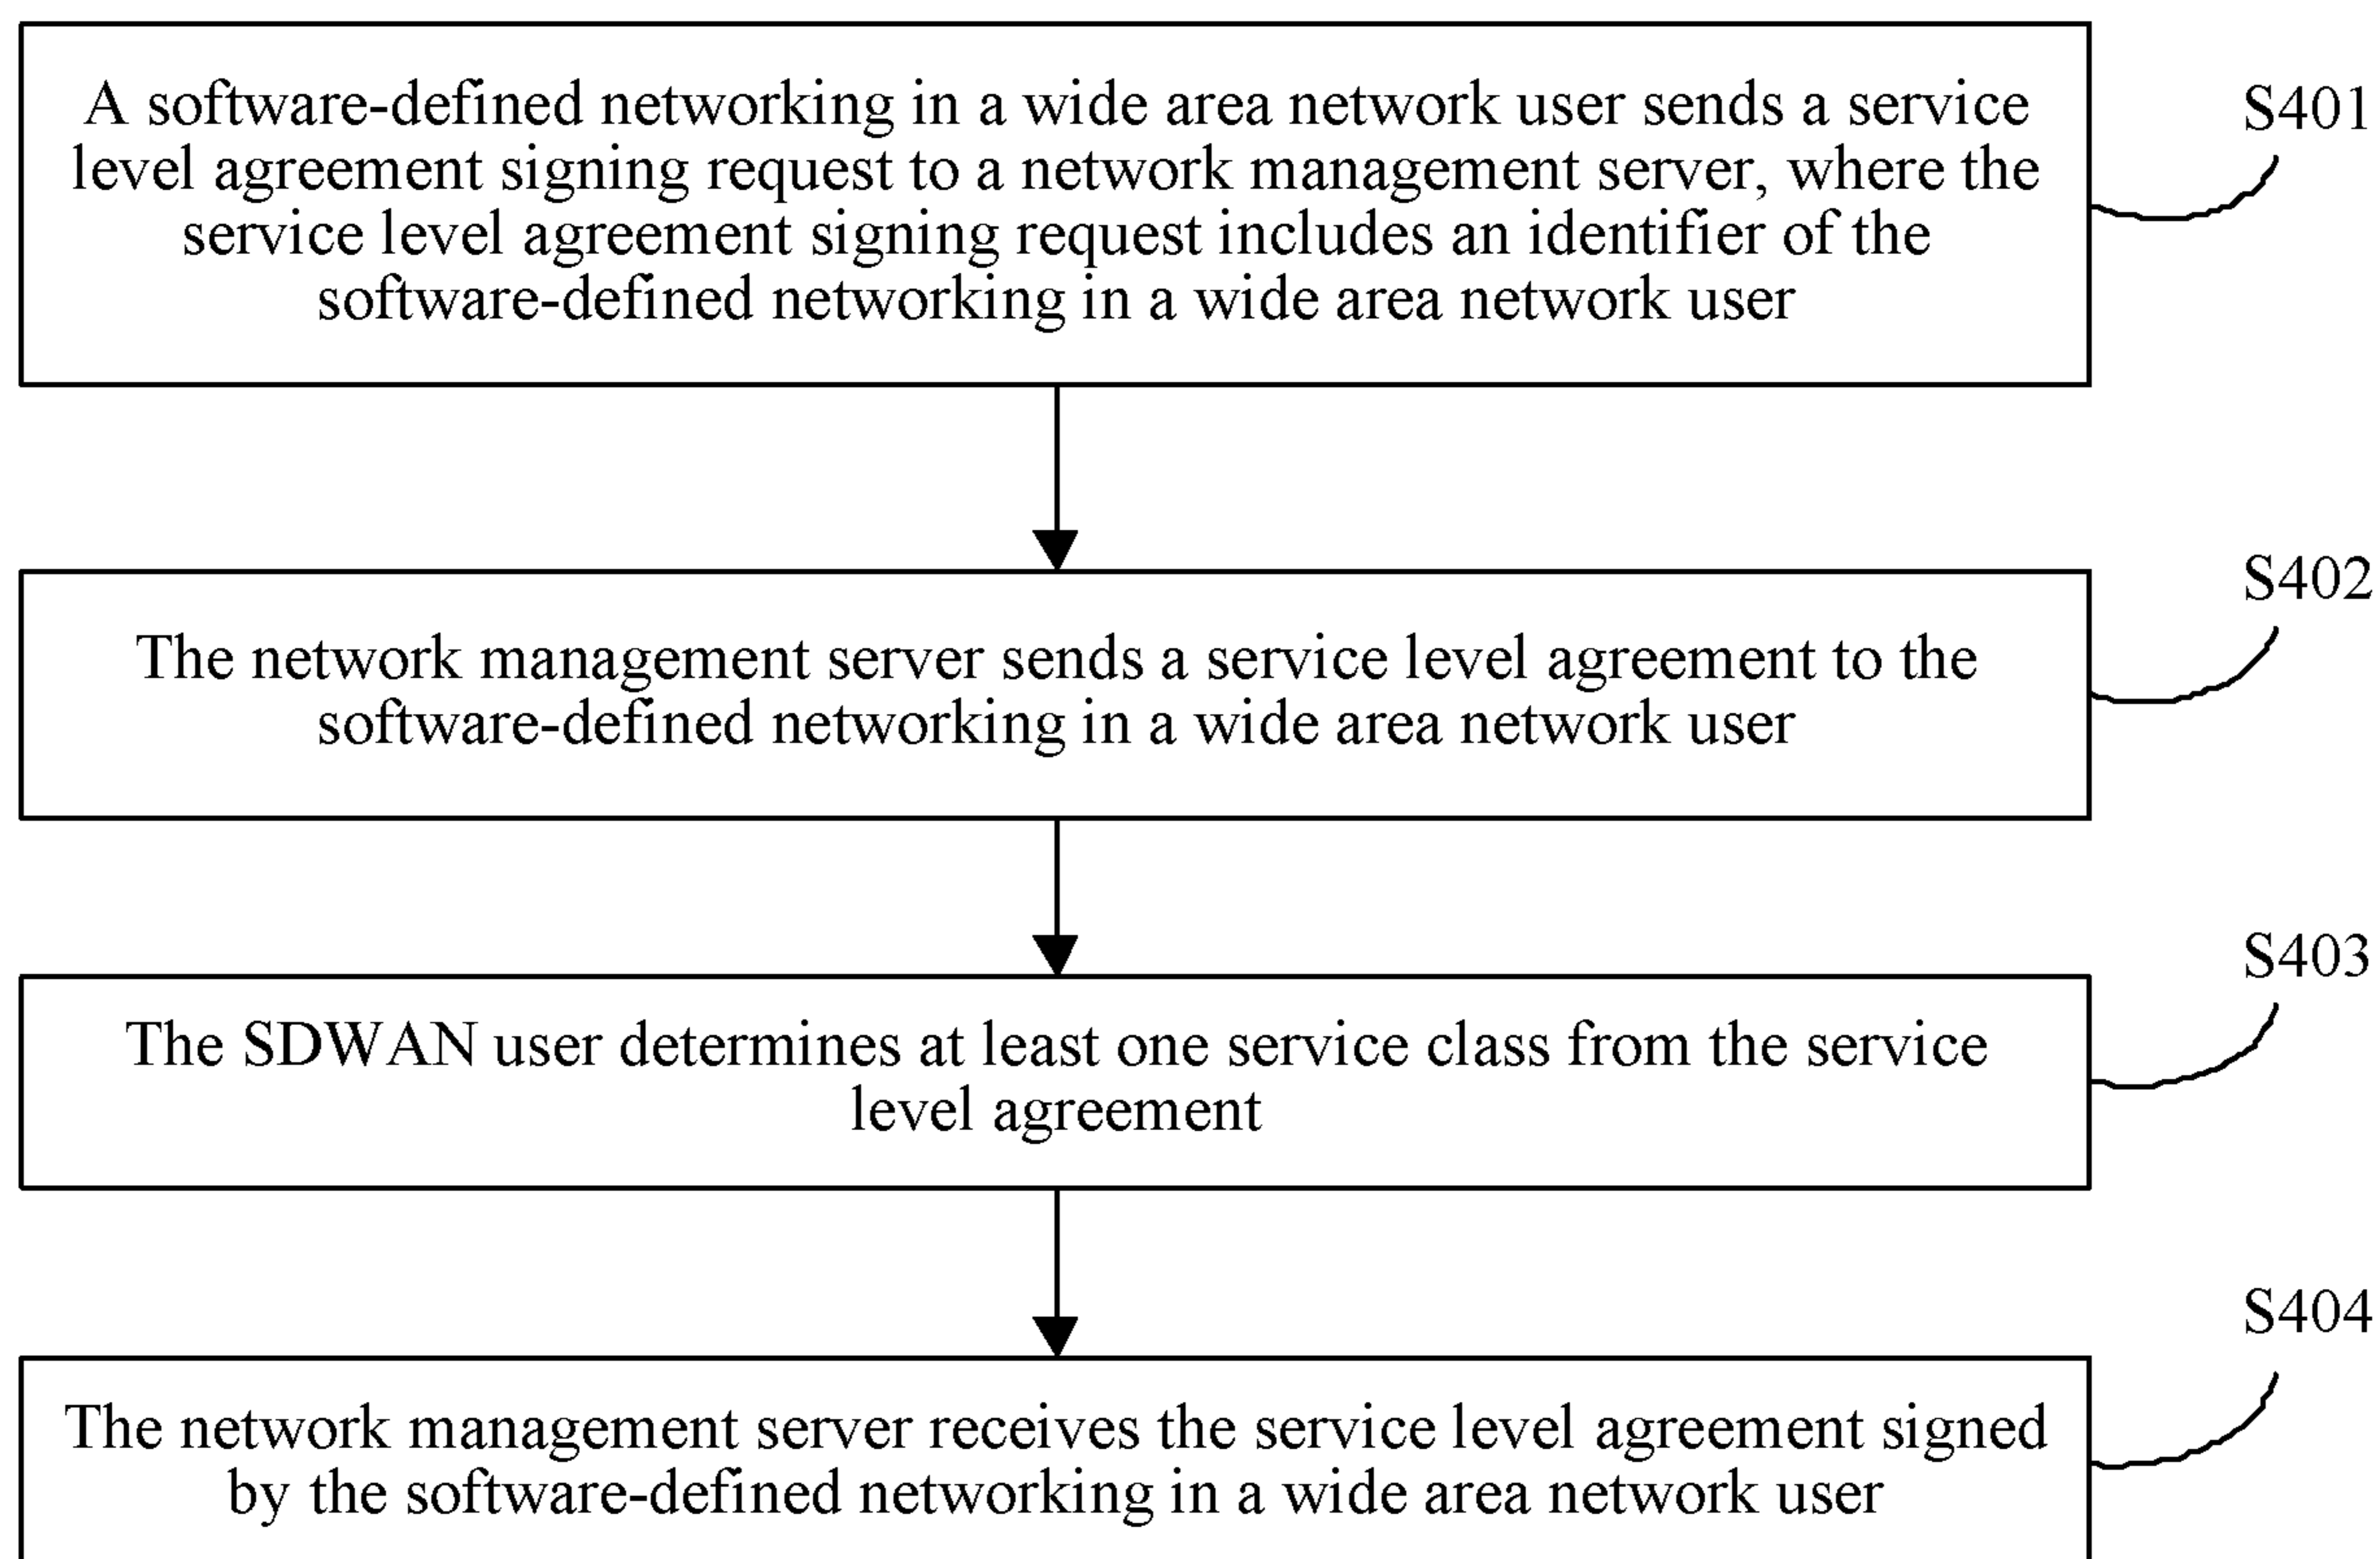 A software-defined networking in a wide area network user sends a service
level agreement signing request to a network management server, where the
service level agreement signing request includes an identifier of the
software-defined networking in a wide area network user
S401
The network management server sends a service level agreement to the
software-defined networking in a wide area network user
S402
The SDWAN user determines at least one service class from the service
level agreement
S403
The network management server receives the service level agreement signed
by the software-defined networking in a wide area network user
S404